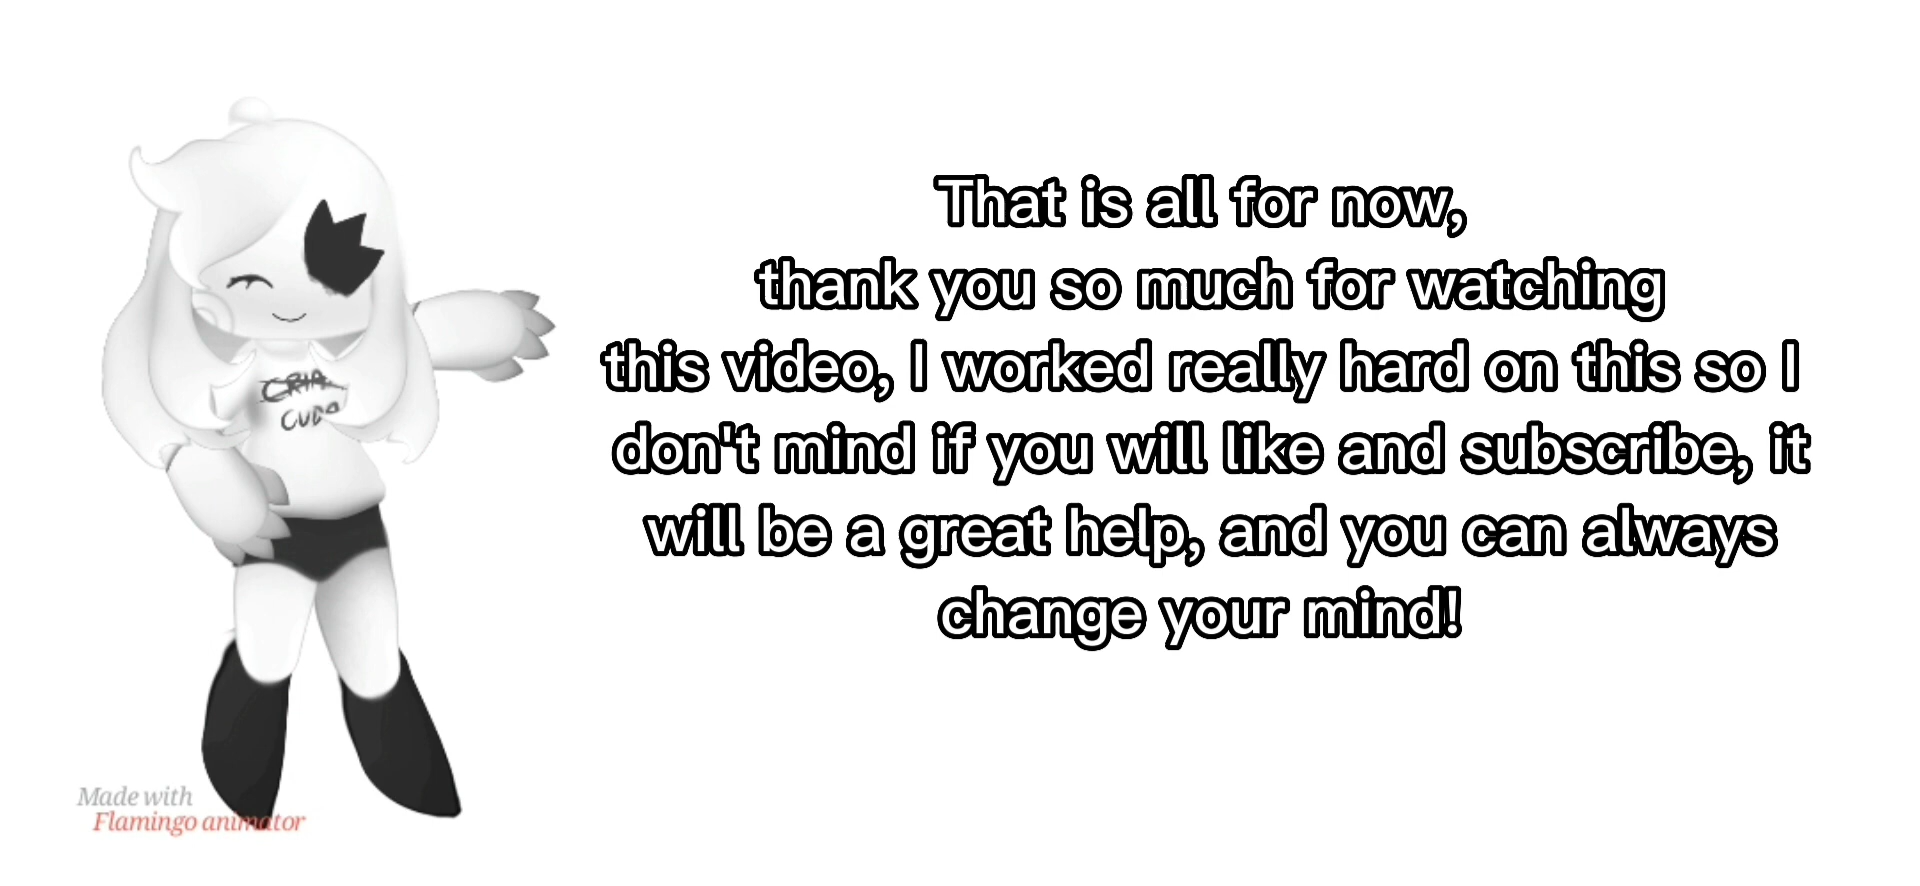 That is all for now,
thank you so much for watching
this video, I worked really hard on this so I
don't mind if you will like and subscribe, it
will be a great help, and you can always
change your mind!
Made with
Flamingo animator